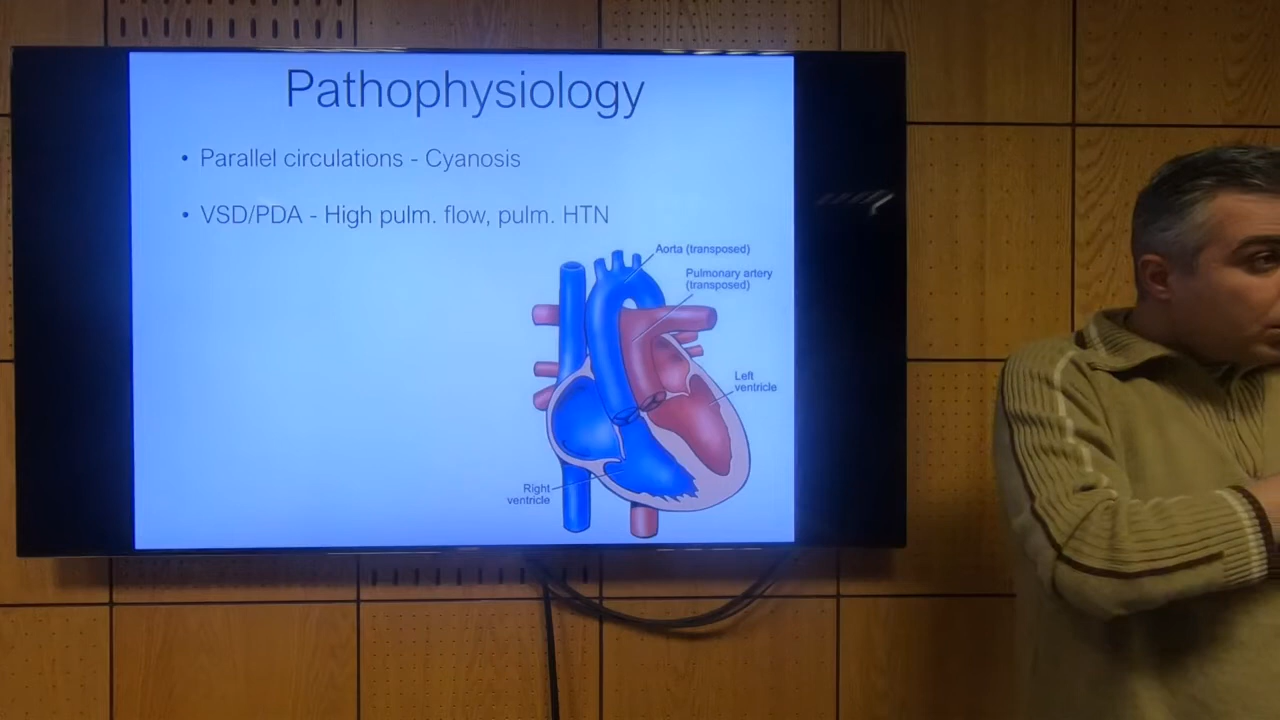 Pathophysiology
• Parallel circulations - Cyanosis
• VSD/PDA - High pulm. flow, pulm. HTN
Aorta (transposed)
Pulmonary artery
(transposed)
Left
ventricle
Right
ventricle